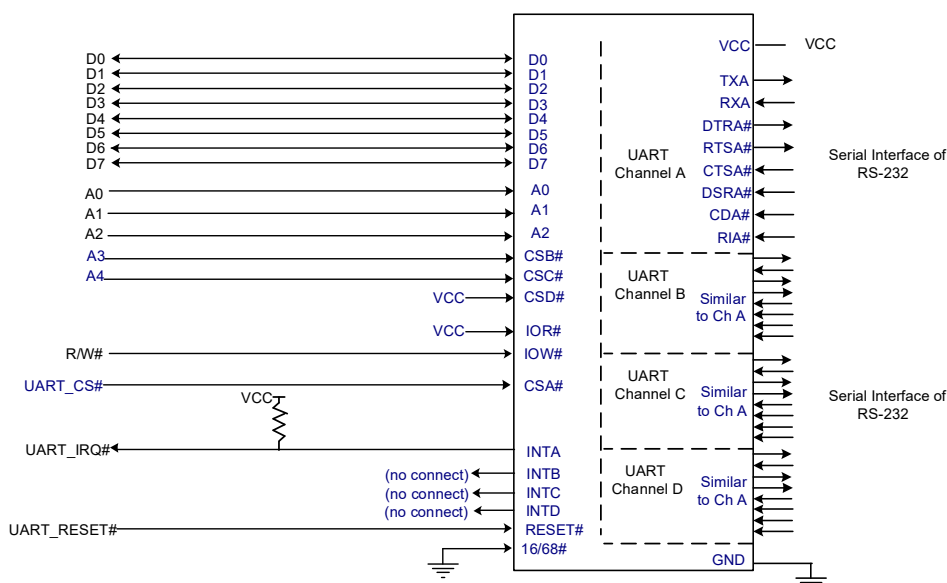 VCC VCC
D0 D0
D1 D1
D2 D2
D3 D3
D4 D4
D5 D5
D6 D6
D7 D7
A0 A0
A1 A1
A2 A2
A3 CSB#
A4 CSC#
VCC CSD#
VCC IOR#
R/W# IOW#
UART_CS# CSA#
VCC
UART_IRQ# INTA
(no connect) INTB
(no connect) INTC
(no connect) INTD
UART_RESET# RESET#
16/68#
UART
Channel A
TXA
RXA
DTRA#
RTSA#
CTSA#
DSRA#
CDA#
RIA#
Serial Interface of
RS-232
UART
Channel B
Similar
to Ch A
UART
Channel C
Similar
to Ch A
Serial Interface of
RS-232
UART
Channel D
Similar
to Ch A
GND